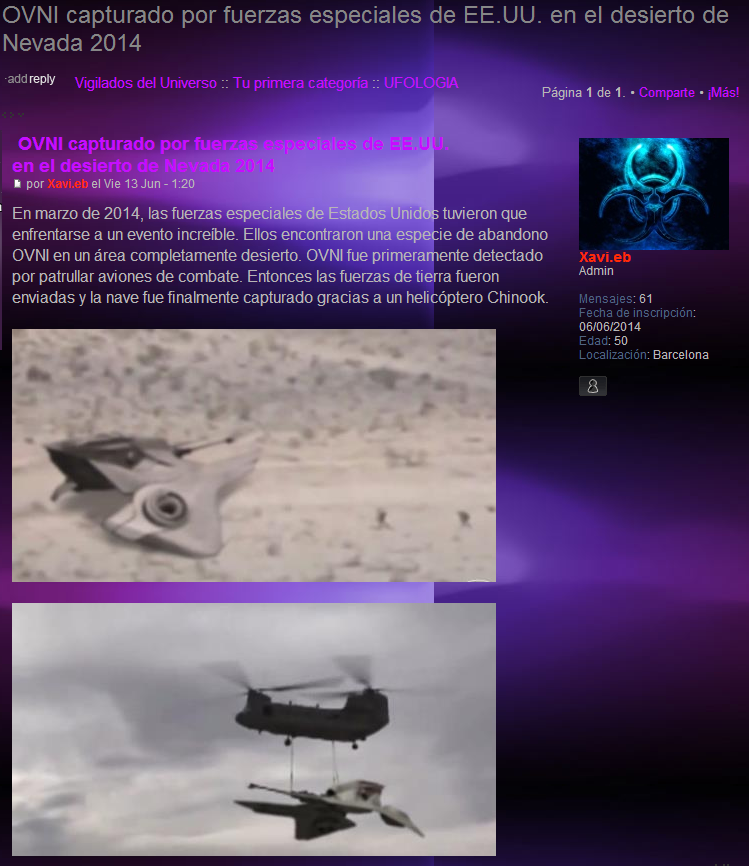 OVNI capturado por fuerzas especiales de EE.UU. en el desierto de
Nevada 2014
·addreply
Vigilados del Universo :: Tu primera categoría :: UFOLOGIA
Página 1 de 1. • Comparte • ¡Más!
OVNI capturado por fuerzas especiales de EE.UU.
en el desierto de Nevada 2014
por Xavi.eb el Vie 13 Jun - 1:20
En marzo de 2014, las fuerzas especiales de Estados Unidos tuvieron que
enfrentarse a un evento increíble. Ellos encontraron una especie de abandono
OVNI en un área completamente desierto. OVNI fue primeramente detectado
por patrullar aviones de combate. Entonces las fuerzas de tierra fueron
enviadas y la nave fue finalmente capturado gracias a un helicóptero Chinook.
Xavi.eb
Admin
Mensajes: 61
Fecha de inscripción:
06/06/2014
Edad: 50
Localización: Barcelona